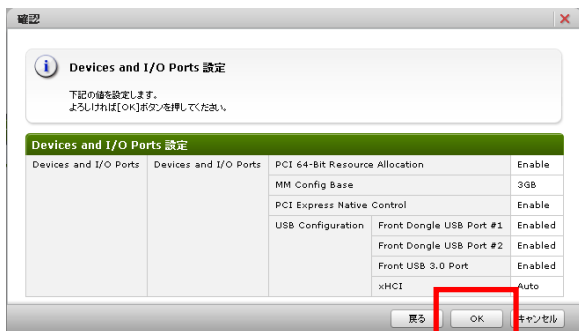 確認
Devices and I/O Ports 設定
下記の値を設定します。
よろしければ[OK]ボタンを押してください。
Devices and I/O Ports 設定
Devices and I/O Ports Devices and I/O Ports PCI 64-Bit Resource Allocation Enable
MM Config Base 3GB
PCI Express Native Control Enable
USB Configuration Front Dongle USB Port #1 Enabled
Front Dongle USB Port #2 Enabled
Front USB 3.0 Port Enabled
xHCI Auto
戻る OK キャンセル